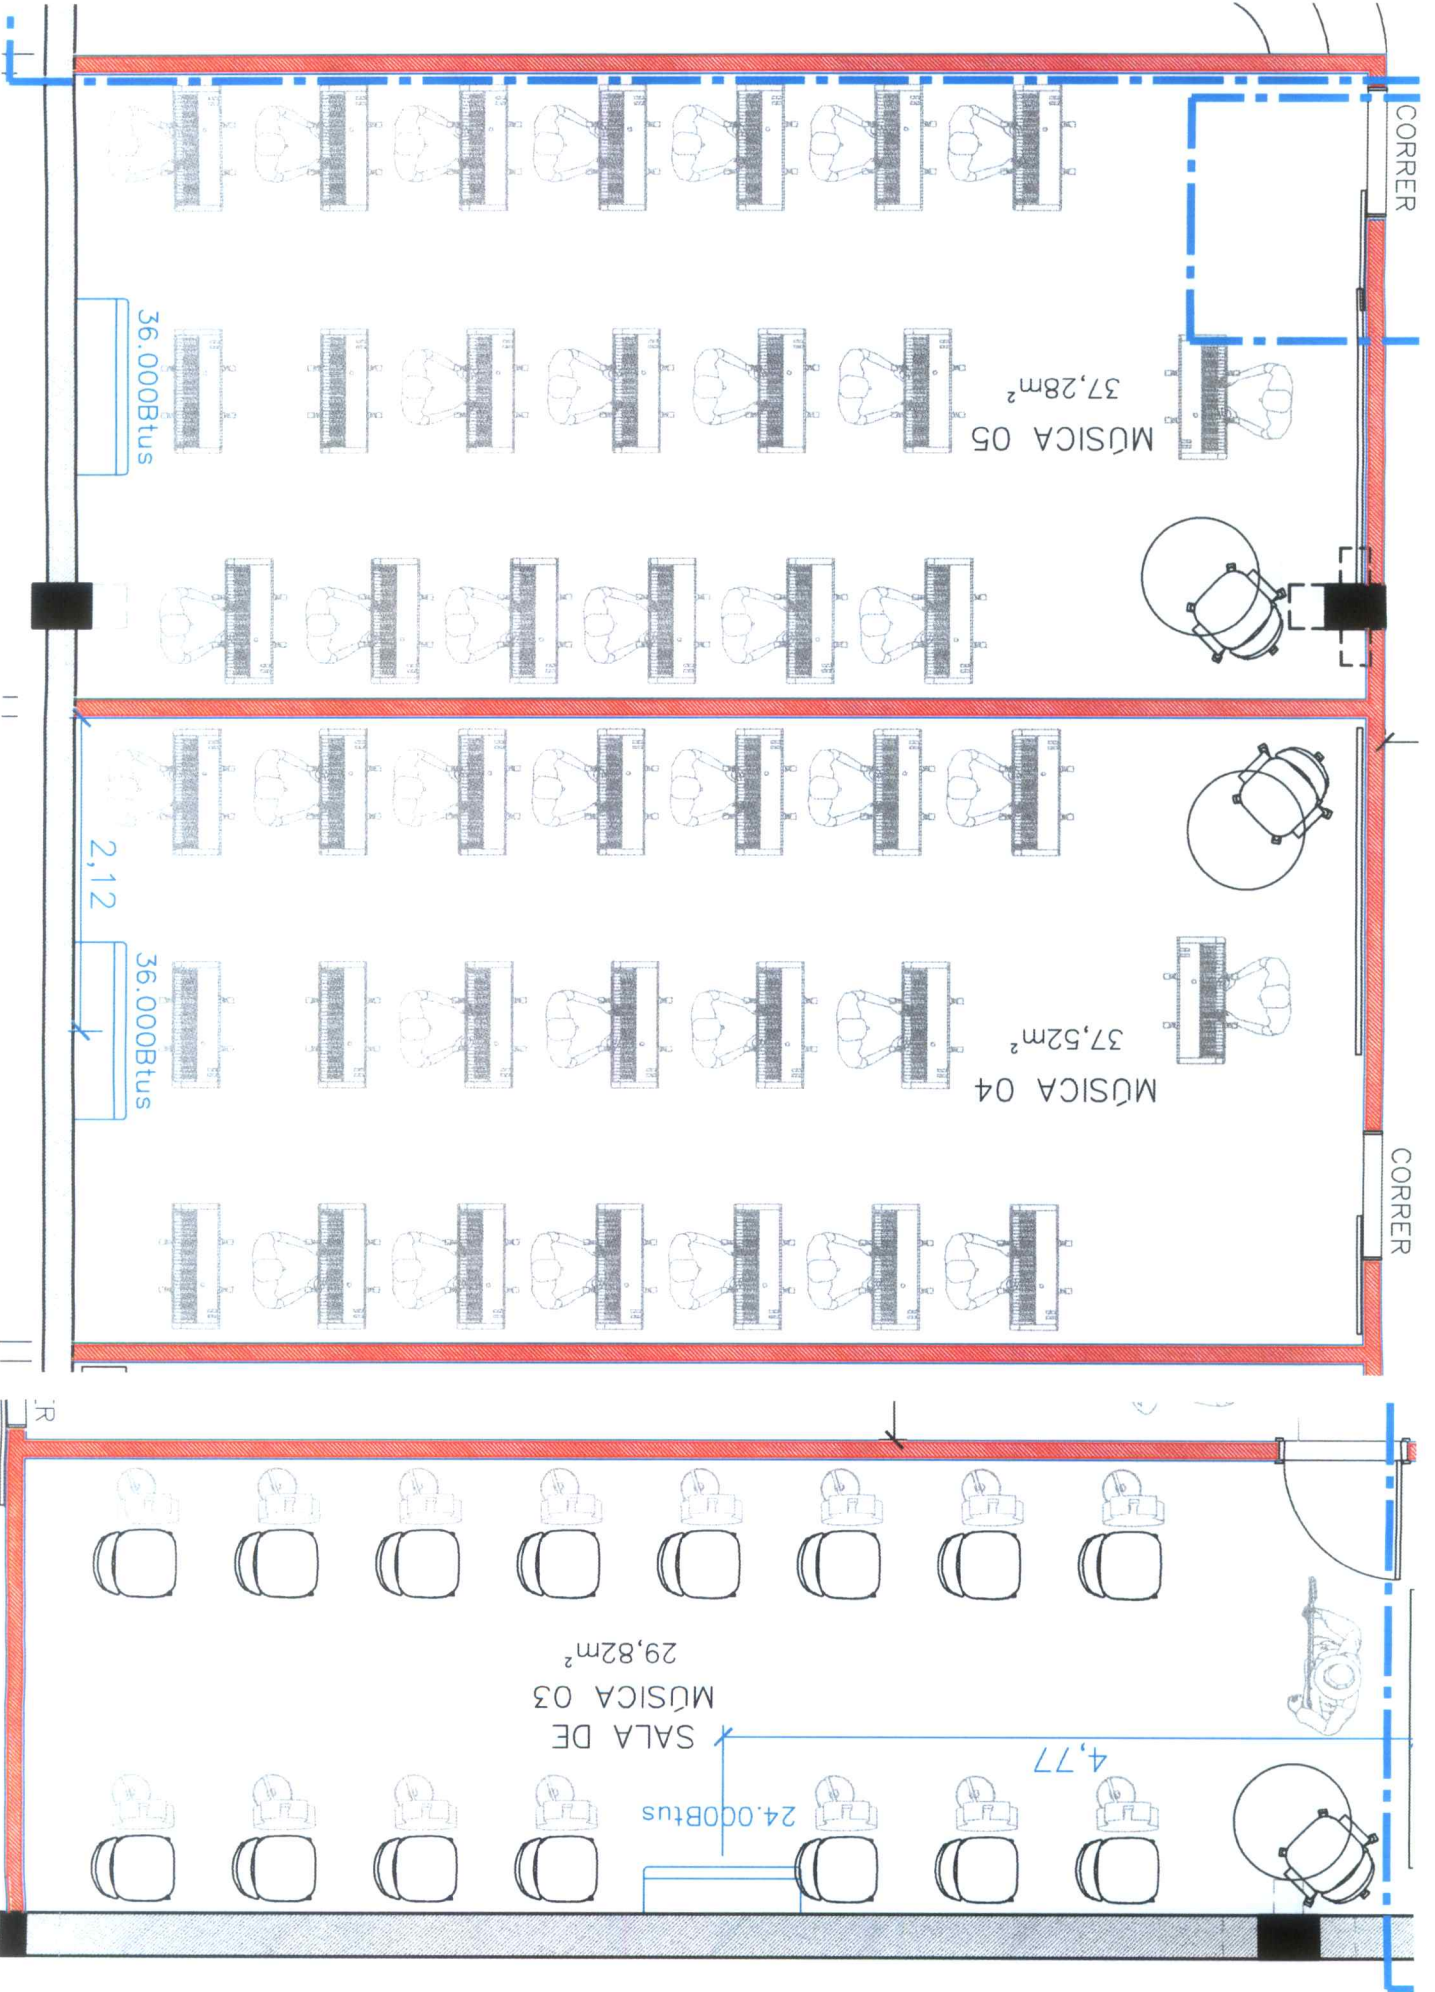 CORRER
36.000Btus
37,28m²
MÚSICA 05
2,12
36.000Btus
37,52m²
MÚSICA 04
CORRER
SALA DE
MÚSICA 03
29,82m²
4,77
24.000Btus